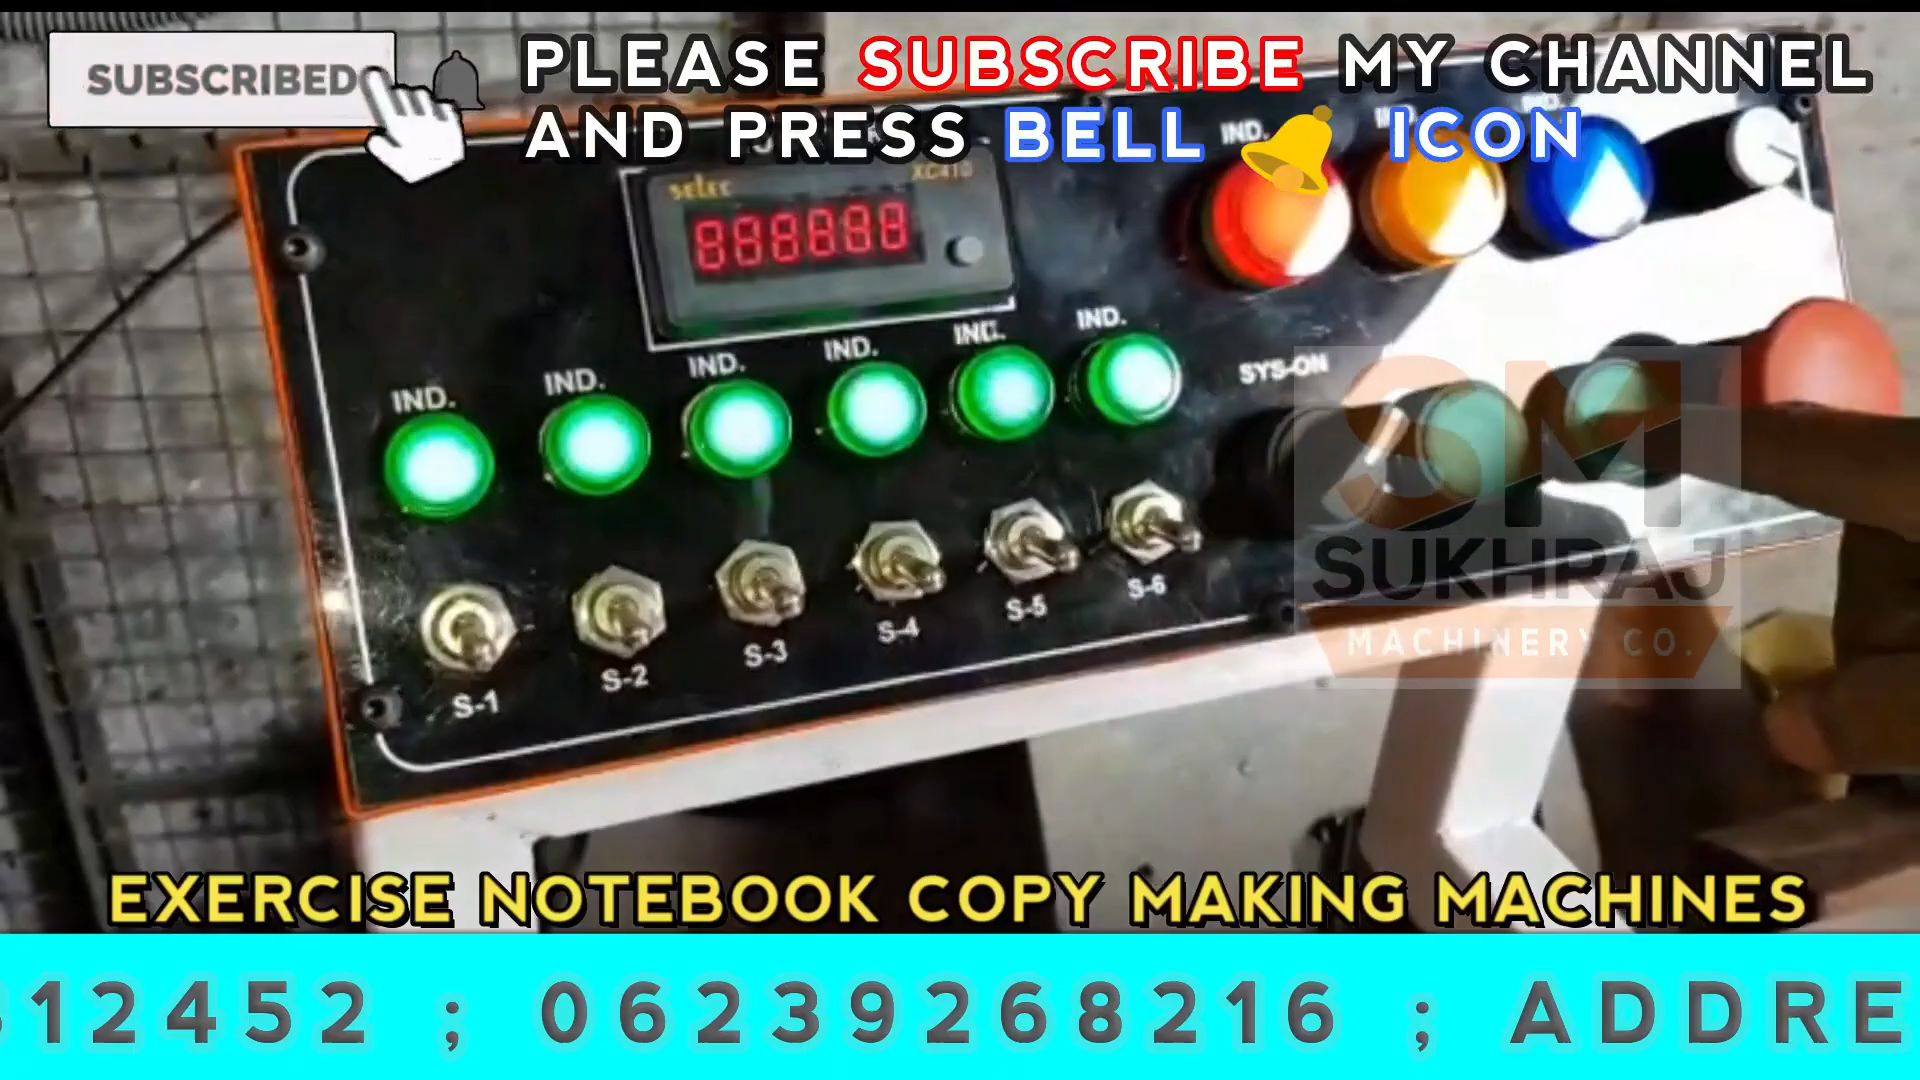 SUBSCRIBED
PLEASE SUBSCRIBE MY CHANNEL
AND PRESS BELL ICON
selec
XC410
888888
IND.
IND.
IND.
IND.
IND.
IND.
IND.
SYS-ON
S-1
S-2
S-3
S-4
S-5
S-6
SM
SUKHRAJ
MACHINERY CO.
EXERCISE NOTEBOOK COPY MAKING MACHINES
12452 ; 06239268216 ; ADDRE